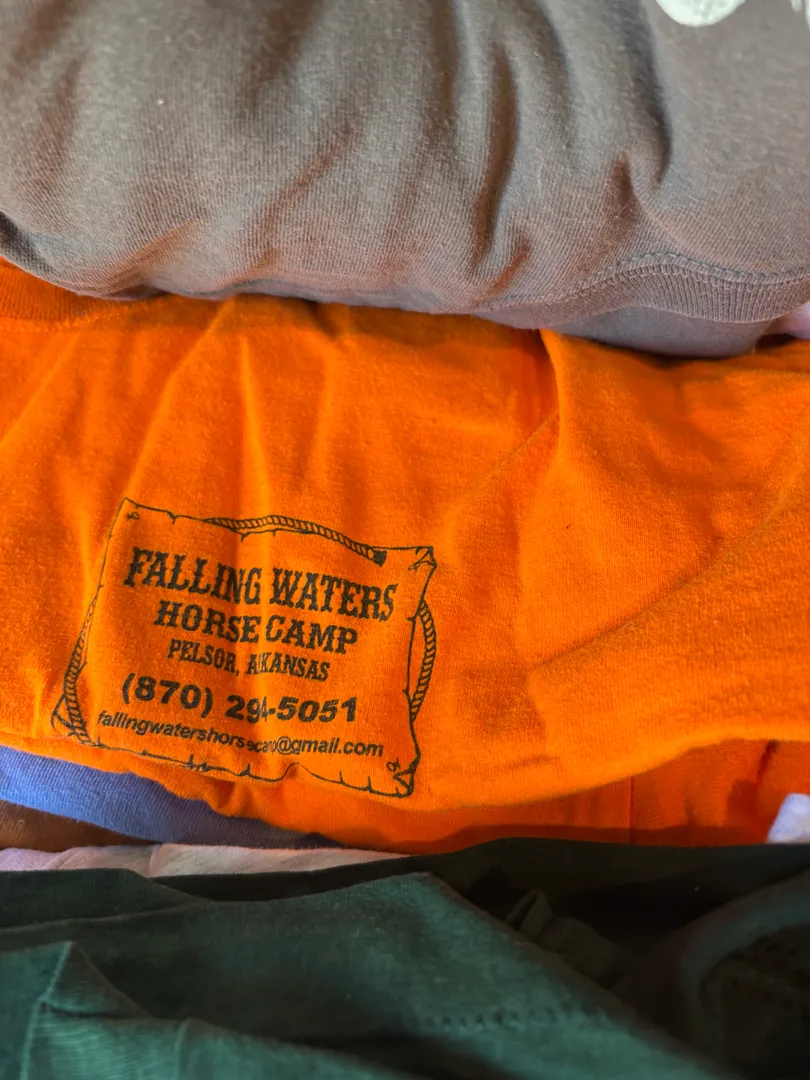 FALLING WATERS
HORSE CAMP
PELSOR, ARKANSAS
(870) 294-5051
fallingwatershorsecamp@gmail.com